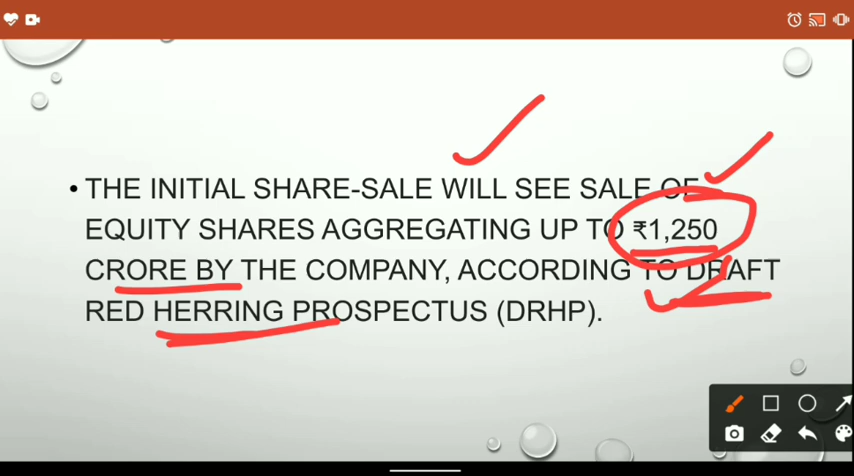 • THE INITIAL SHARE-SALE WILL SEE SALE OF
EQUITY SHARES AGGREGATING UP TO ₹1,250
CRORE BY THE COMPANY, ACCORDING TO DRAFT
RED HERRING PROSPECTUS (DRHP).